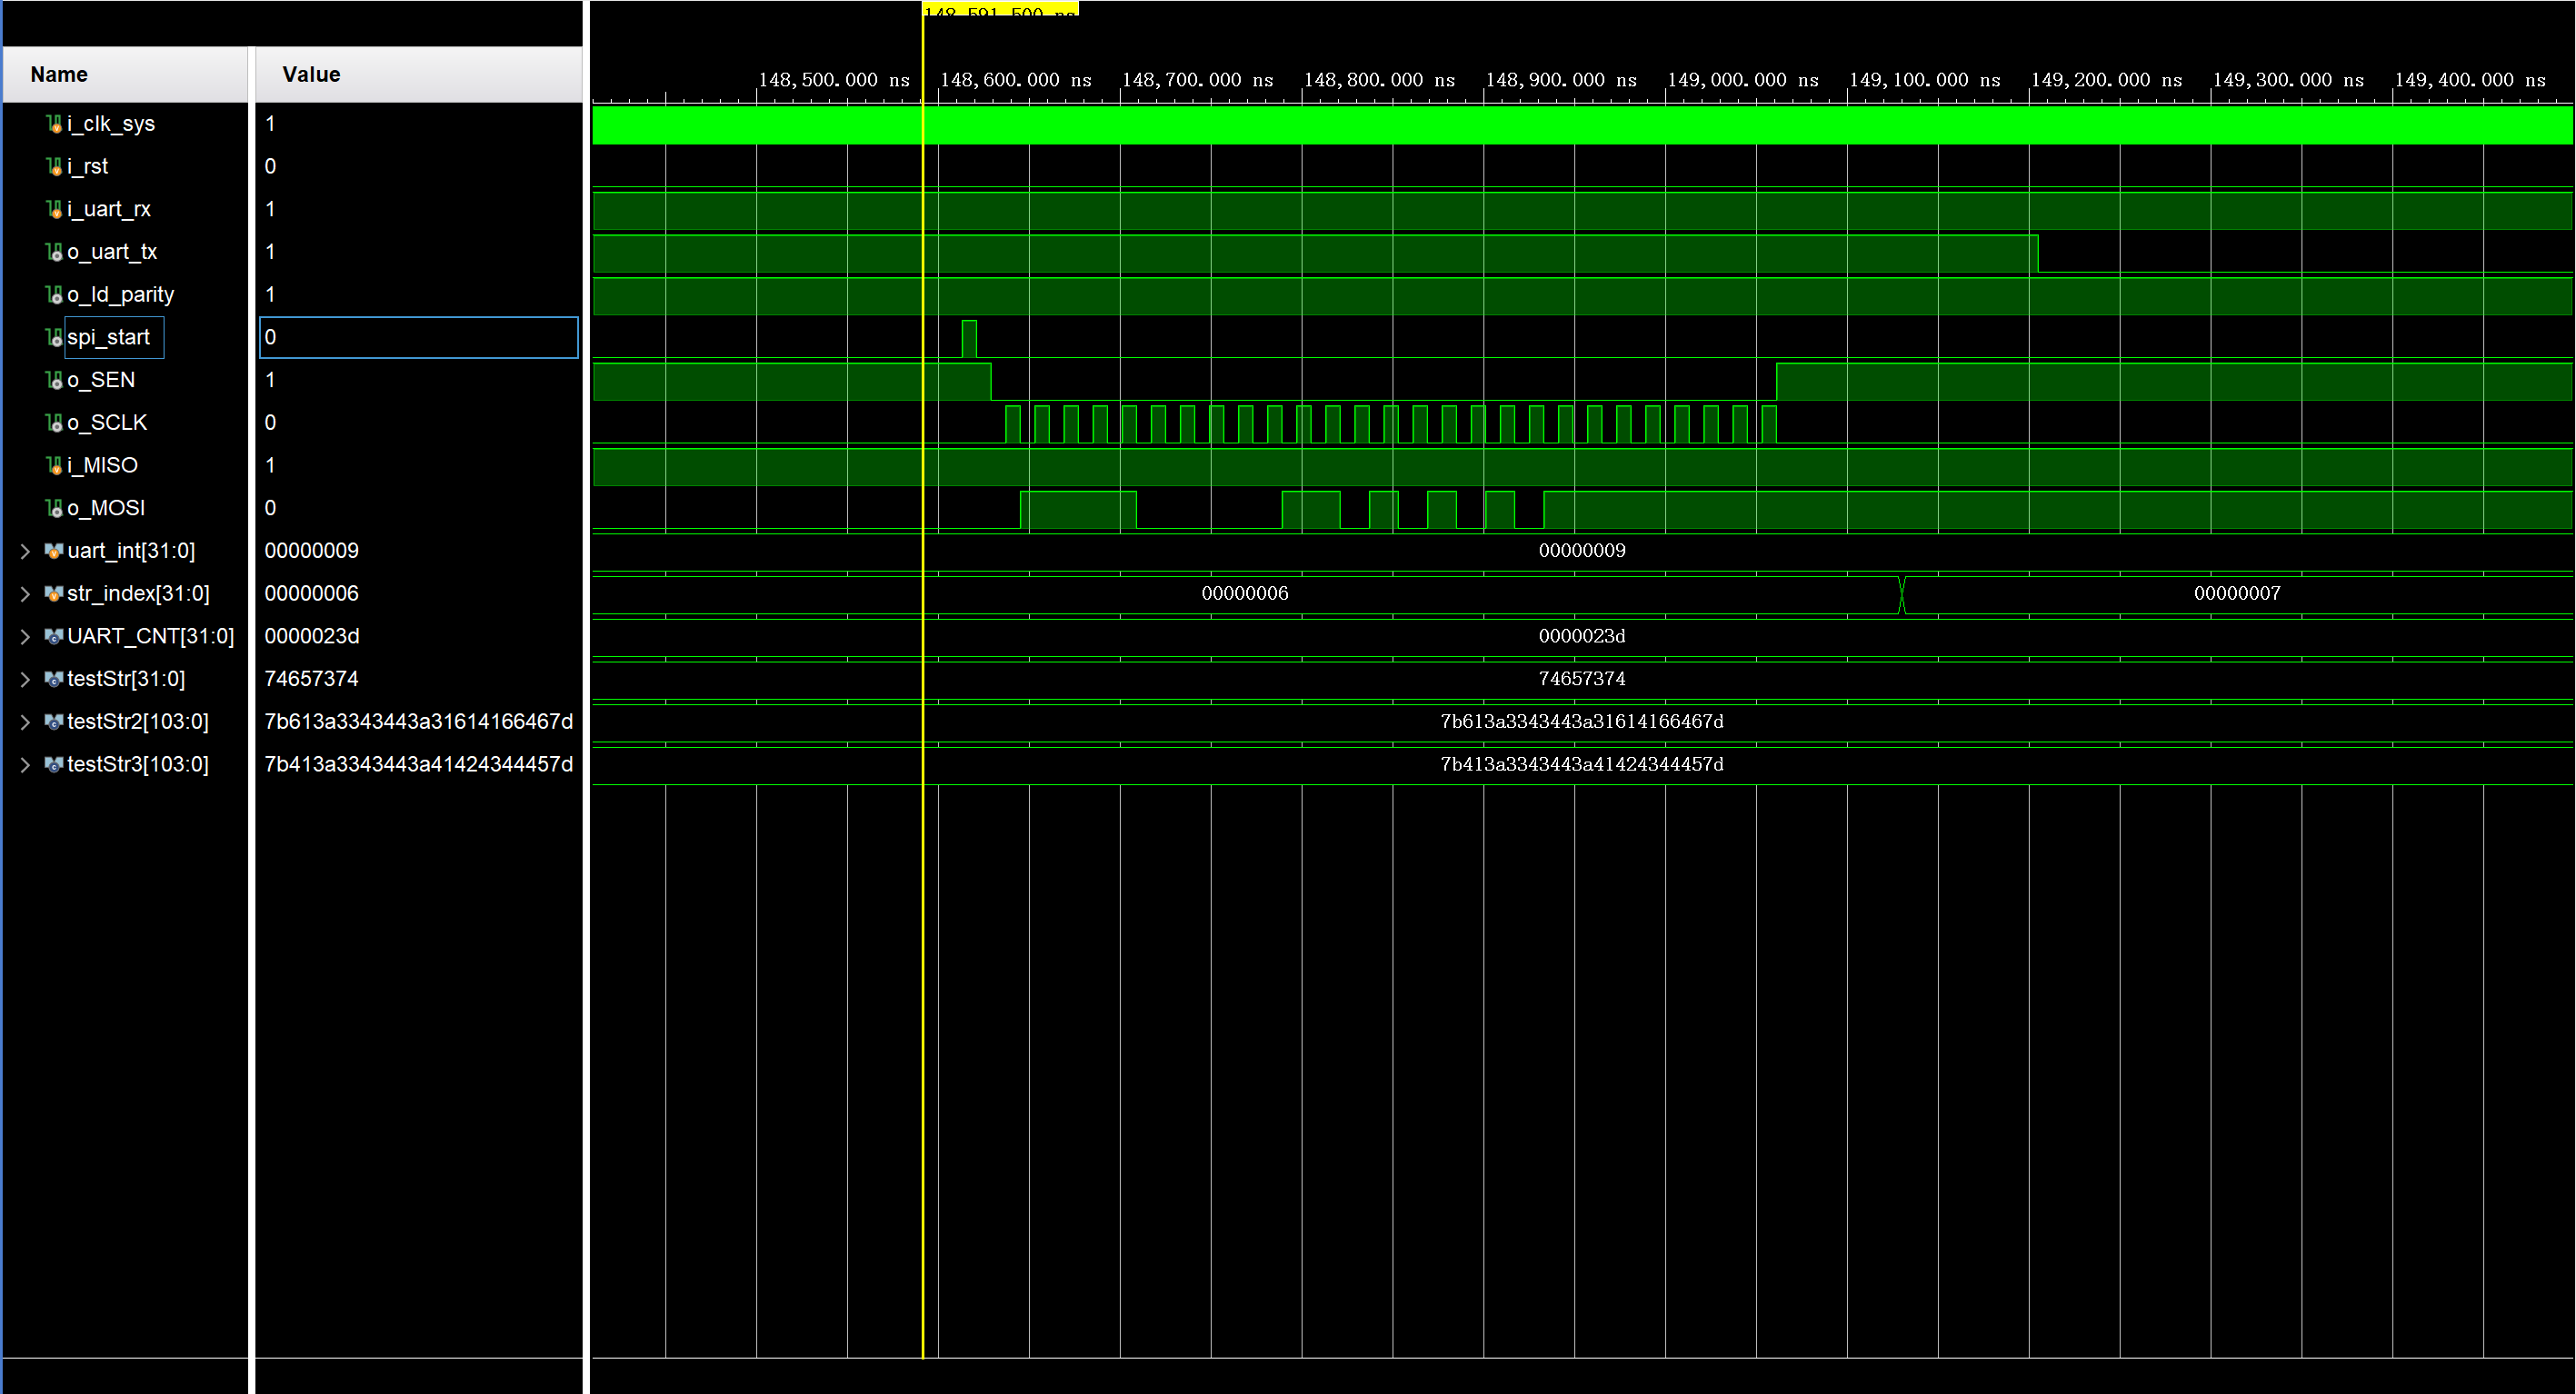 148,591.500 ns
Name Value
148,500.000 ns 148,600.000 ns 148,700.000 ns 148,800.000 ns 148,900.000 ns 149,000.000 ns 149,100.000 ns 149,200.000 ns 149,300.000 ns 149,400.000 ns
i_clk_sys 1
i_rst 0
i_uart_rx 1
o_uart_tx 1
o_ld_parity 1
spi_start 0
o_SEN 1
o_SCLK 0
i_MISO 1
o_MOSI 0
uart_int[31:0] 00000009 00000009
str_index[31:0] 00000006 00000006 00000007
UART_CNT[31:0] 0000023d 0000023d
testStr[31:0] 74657374 74657374
testStr2[103:0] 7b613a3343443a31614166467d 7b613a3343443a31614166467d
testStr3[103:0] 7b413a3343443a41424344457d 7b413a3343443a41424344457d